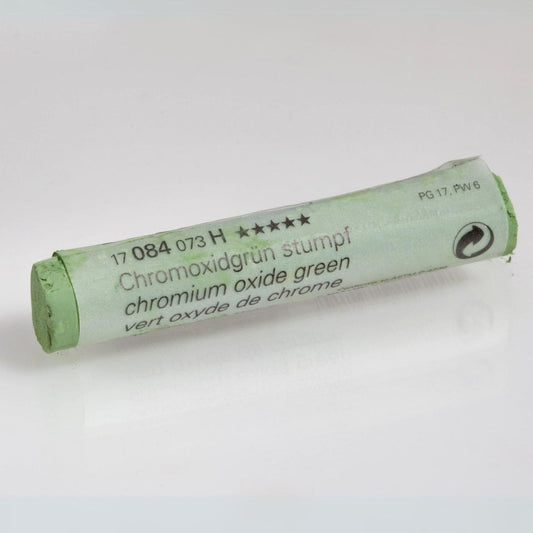 17 084 073 H ★★★★★
Chromoxidgrün stumpf
chromium oxide green
vert oxyde de chrome
PG 17, PW 6